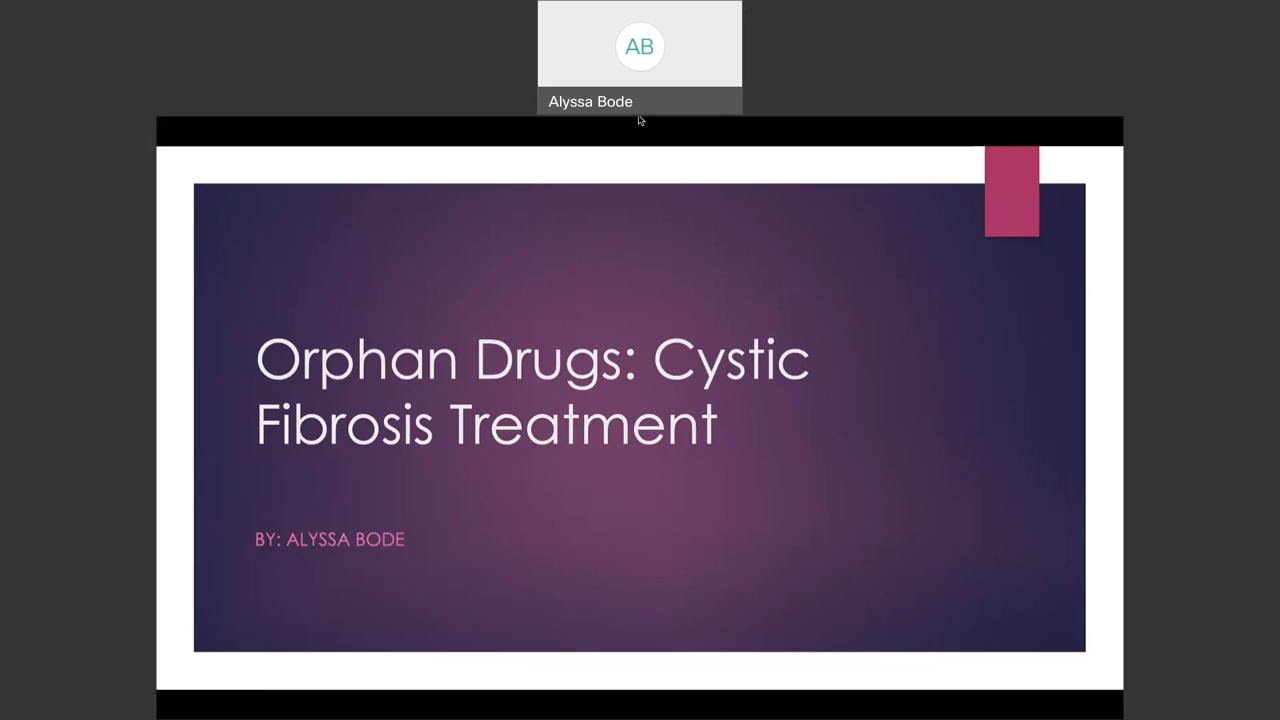 AB
Alyssa Bode
Orphan Drugs: Cystic
Fibrosis Treatment
BY: ALYSSA BODE